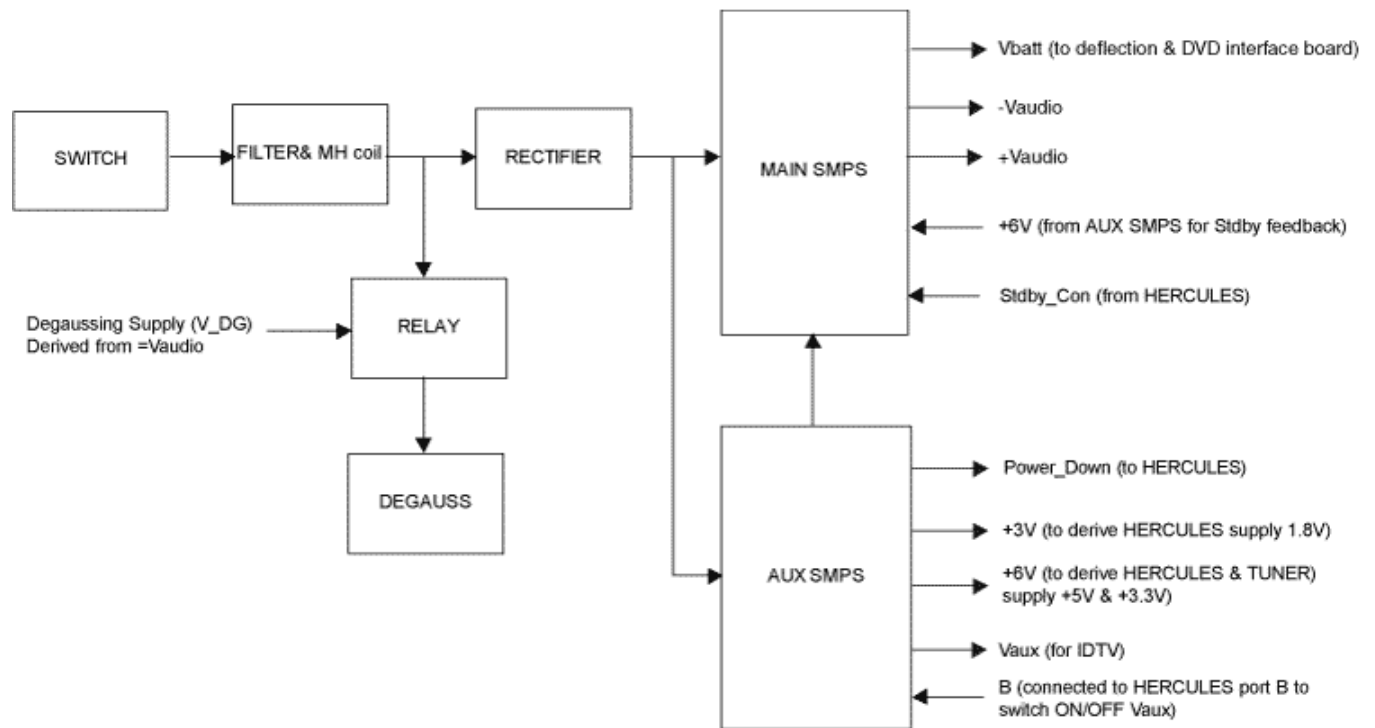 SWITCH
FILTER& MH coil
RECTIFIER
MAIN SMPS
Vbatt (to deflection & DVD interface board)
-Vaudio
+Vaudio
+6V (from AUX SMPS for Stdby feedback)
Stdby_Con (from HERCULES)
Degaussing Supply (V_DG)
Derived from =Vaudio
RELAY
DEGAUSS
AUX SMPS
Power_Down (to HERCULES)
+3V (to derive HERCULES supply 1.8V)
+6V (to derive HERCULES & TUNER)
supply +5V & +3.3V)
Vaux (for IDTV)
B (connected to HERCULES port B to
switch ON/OFF Vaux)